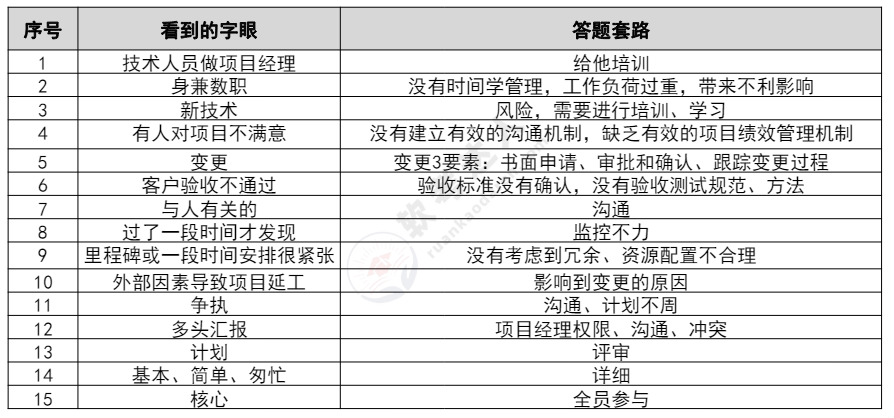 序号 看到的字眼 答题套路
1 技术人员做项目经理 给他培训
2 身兼数职 没有时间学管理，工作负荷过重，带来不利影响
3 新技术 风险，需要进行培训、学习
4 有人对项目不满意 没有建立有效的沟通机制，缺乏有效的项目绩效管理机制
5 变更 变更3要素：书面申请、审批和确认、跟踪变更过程
6 客户验收不通过 验收标准没有确认，没有验收测试规范、方法
7 与人有关的 沟通
8 过了一段时间才发现 监控不力
9 里程碑或一段时间安排很紧张 没有考虑到冗余、资源配置不合理
10 外部因素导致项目延工 影响到变更的原因
11 争执 沟通、计划不周
12 多头汇报 项目经理权限、沟通、冲突
13 计划 评审
14 基本、简单、匆忙 详细
15 核心 全员参与